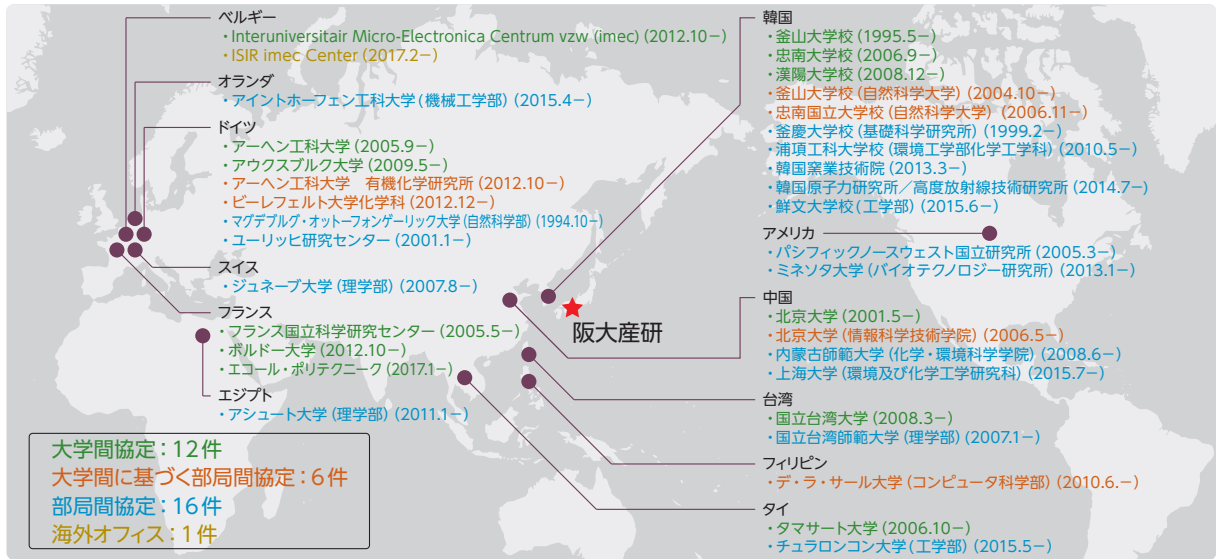 ベルギー
・Interuniversitair Micro-Electronica Centrum vzw (imec) (2012.10−)
・ISIR imec Center (2017.2−)
オランダ
・アイントホーフェン工科大学(機械工学部) (2015.4−)
ドイツ
・アーヘン工科大学 (2005.9−)
・アウクスブルク大学 (2009.5−)
・アーヘン工科大学　有機化学研究所 (2012.10−)
・ビーレフェルト大学化学科 (2012.12−)
・マグデブルグ・オットーフォンゲーリック大学(自然科学部) (1994.10−)
・ユーリッヒ研究センター (2001.1−)
スイス
・ジュネーブ大学 (理学部) (2007.8−)
フランス
・フランス国立科学研究センター (2005.5−)
・ボルドー大学 (2012.10−)
・エコール・ポリテクニーク (2017.1−)
エジプト
・アシュート大学 (理学部) (2011.1−)
大学間協定：12件
大学間に基づく部局間協定：6件
部局間協定：16件
海外オフィス：1件
阪大産研
韓国
・釜山大学校 (1995.5−)
・忠南大学校 (2006.9−)
・漢陽大学校 (2008.12−)
・釜山大学校 (自然科学大学) (2004.10−)
・忠南国立大学校 (自然科学大学) (2006.11−)
・釜慶大学校 (基礎科学研究所) (1999.2−)
・浦項工科大学校 (環境工学部化学工学科) (2010.5−)
・韓国窯業技術院 (2013.3−)
・韓国原子力研究所／高度放射線技術研究所 (2014.7−)
・鮮文大学校(工学部) (2015.6−)
アメリカ
・パシフィックノースウェスト国立研究所 (2005.3−)
・ミネソタ大学 (バイオテクノロジー研究所) (2013.1−)
中国
・北京大学 (2001.5−)
・北京大学 (情報科学技術学院) (2006.5−)
・内蒙古師範大学 (化学・環境科学学院) (2008.6−)
・上海大学 (環境及び化学工学研究科) (2015.7−)
台湾
・国立台湾大学 (2008.3−)
・国立台湾師範大学 (理学部) (2007.1−)
フィリピン
・デ・ラ・サール大学 (コンピュータ科学部) (2010.6.−)
タイ
・タマサート大学 (2006.10−)
・チュラロンコン大学(工学部) (2015.5−)